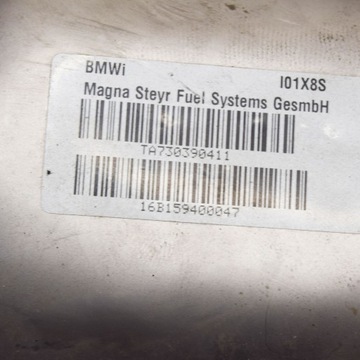 BMWi I01X8S
Magna Steyr Fuel Systems GesmbH
TA730390411
16B159400047